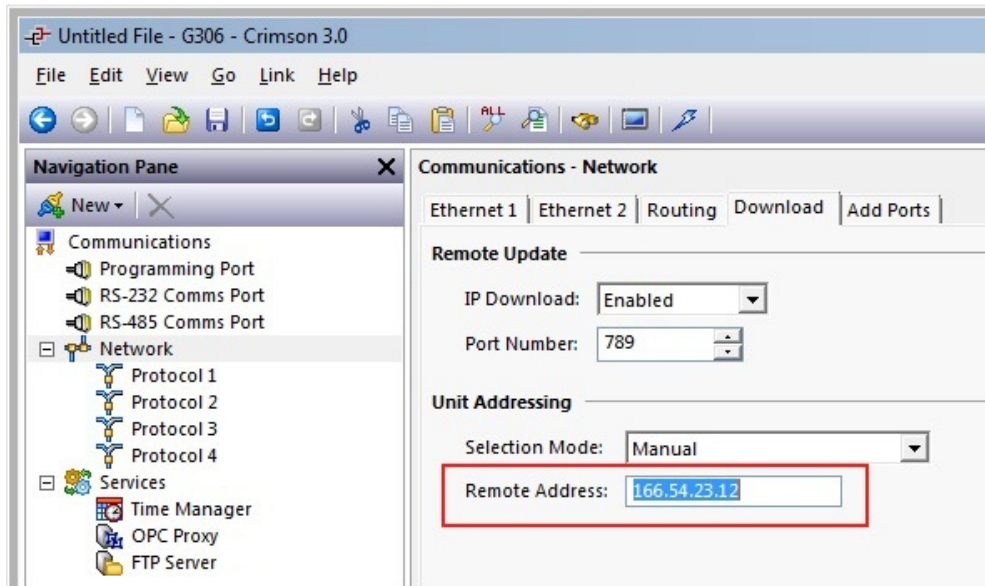 Untitled File - G306 - Crimson 3.0
File Edit View Go Link Help
ALL
Navigation Pane
New
Communications
Programming Port
RS-232 Comms Port
RS-485 Comms Port
Network
Protocol 1
Protocol 2
Protocol 3
Protocol 4
Services
Time Manager
OPC Proxy
FTP Server
Communications - Network
Ethernet 1 Ethernet 2 Routing Download Add Ports
Remote Update
IP Download: Enabled
Port Number: 789
Unit Addressing
Selection Mode: Manual
Remote Address: 166.54.23.12